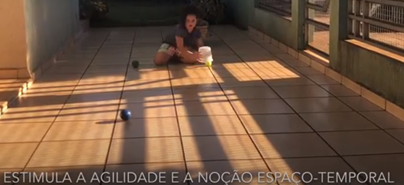 ESTIMULA A AGILIDADE E A NOÇÃO ESPAÇO-TEMPORAL